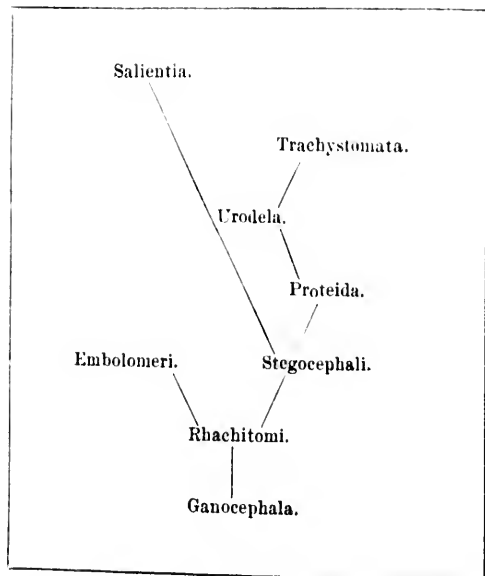 Salientia.
Trachystomata.
Urodela.
Proteida.
Embolomeri. Stegocephali.
Rhachitomi.
Ganocephala.